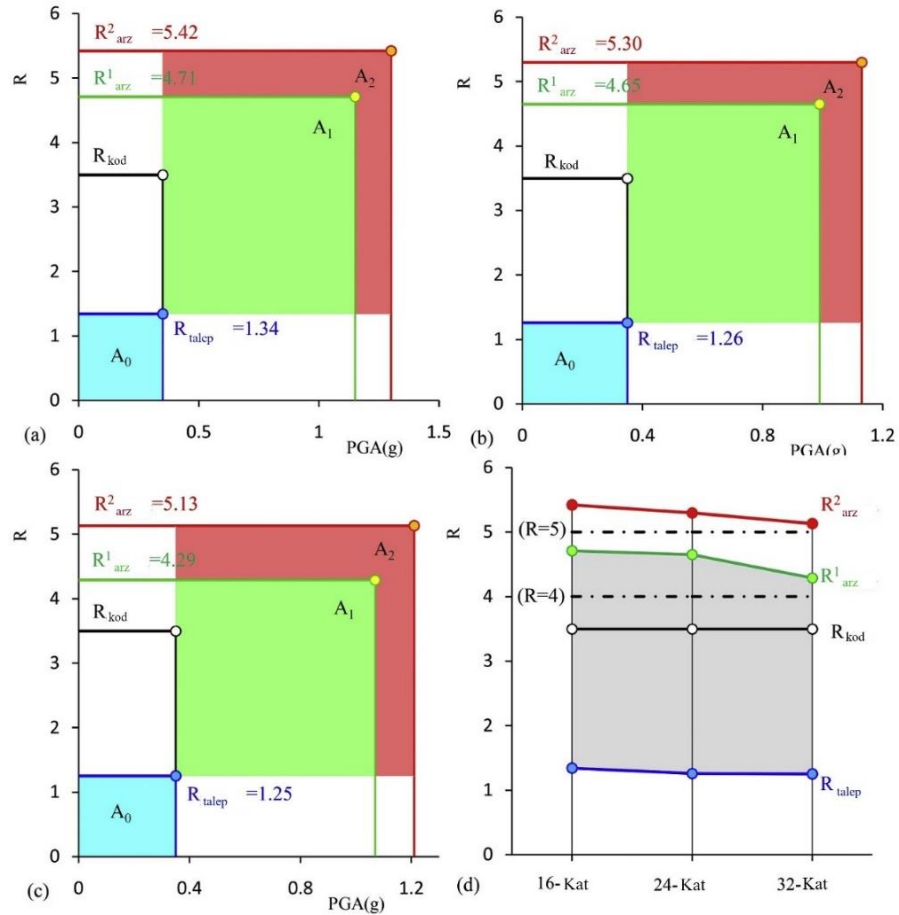 6
R²arz =5.42
5
R¹arz =4.71
A2
A1
R
4
Rkod
3
2
Rtalep =1.34
1
A0
0
0 0.5 1 1.5
(a) PGA(g)
6
R²arz =5.30
5
R¹arz =4.65
A2
A1
R
4
Rkod
3
2
Rtalep =1.26
1
A0
0
0 0.4 0.8 1.2
(b) PGA(g)
6
R²arz =5.13
5
R¹arz =4.29
A2
A1
R
4
Rkod
3
2
Rtalep =1.25
1
A0
0
0 0.4 0.8 1.2
(c) PGA(g)
6
R²arz
5
(R=5)
R¹arz
R
4
(R=4)
Rkod
3
2
Rtalep
1
0
(d) 16-Kat 24-Kat 32-Kat